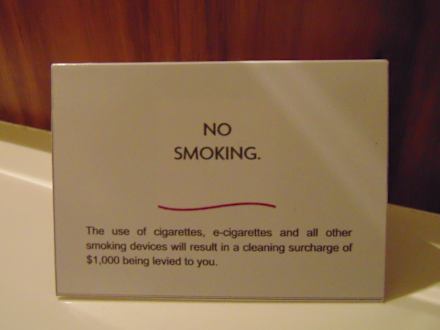 NO
SMOKING.
The use of cigarettes, e-cigarettes and all other
smoking devices will result in a cleaning surcharge of
$1,000 being levied to you.